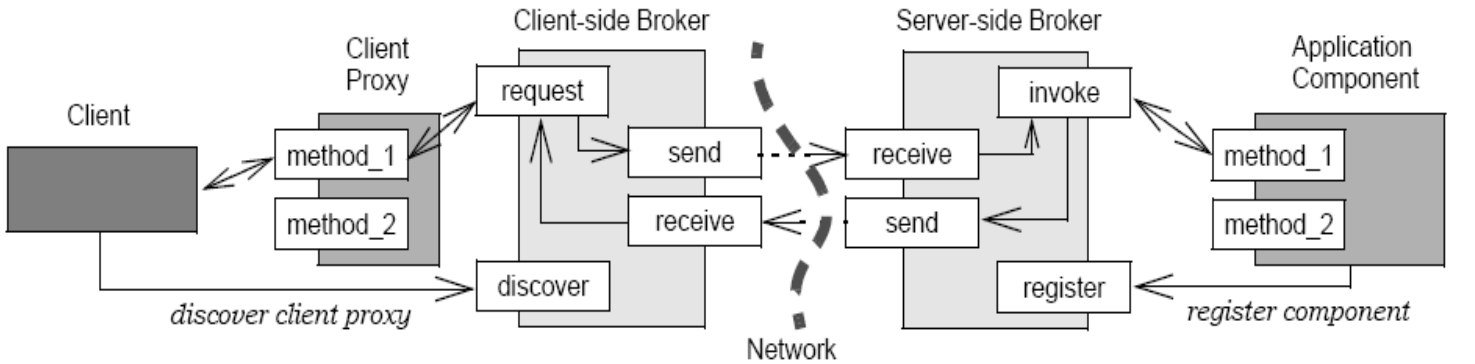 Client-side Broker
Server-side Broker
Client
Proxy
Application
Component
Client
request
invoke
method_1
send
receive
method_1
method_2
receive
send
method_2
discover
register
discover client proxy
register component
Network